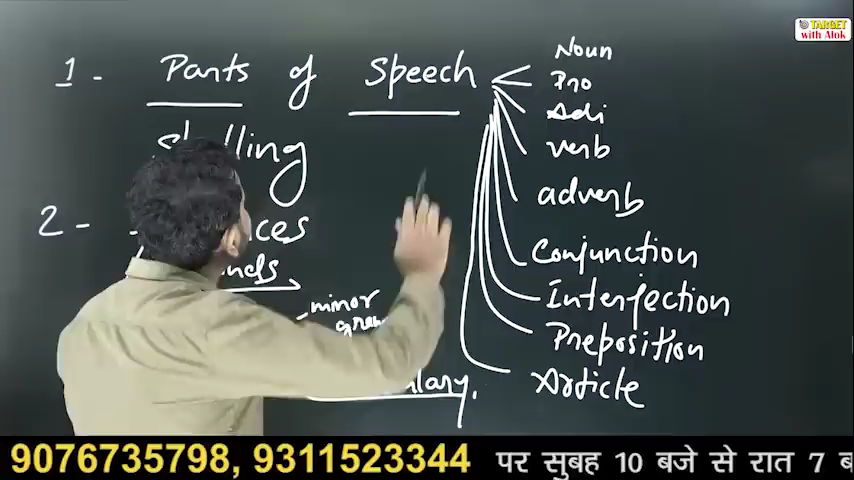 TARGET
with Alok
1 - Parts of Speech
Noun
Pro
Adj
verb
adverb
Conjunction
Interjection
Preposition
Article
2 -
minor
9076735798, 9311523344 पर सुबह 10 बजे से रात 7 ब